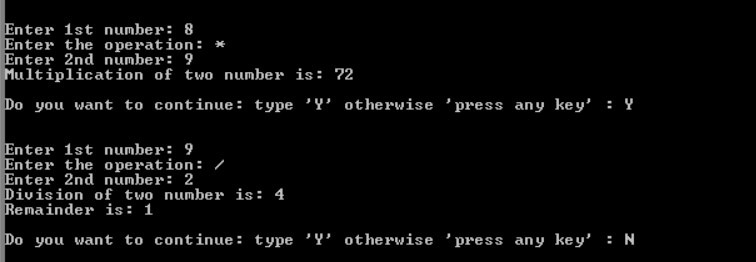 Enter 1st number: 8
Enter the operation: *
Enter 2nd number: 9
Multiplication of two number is: 72
Do you want to continue: type 'Y' otherwise 'press any key' : Y
Enter 1st number: 9
Enter the operation: /
Enter 2nd number: 2
Division of two number is: 4
Remainder is: 1
Do you want to continue: type 'Y' otherwise 'press any key' : N